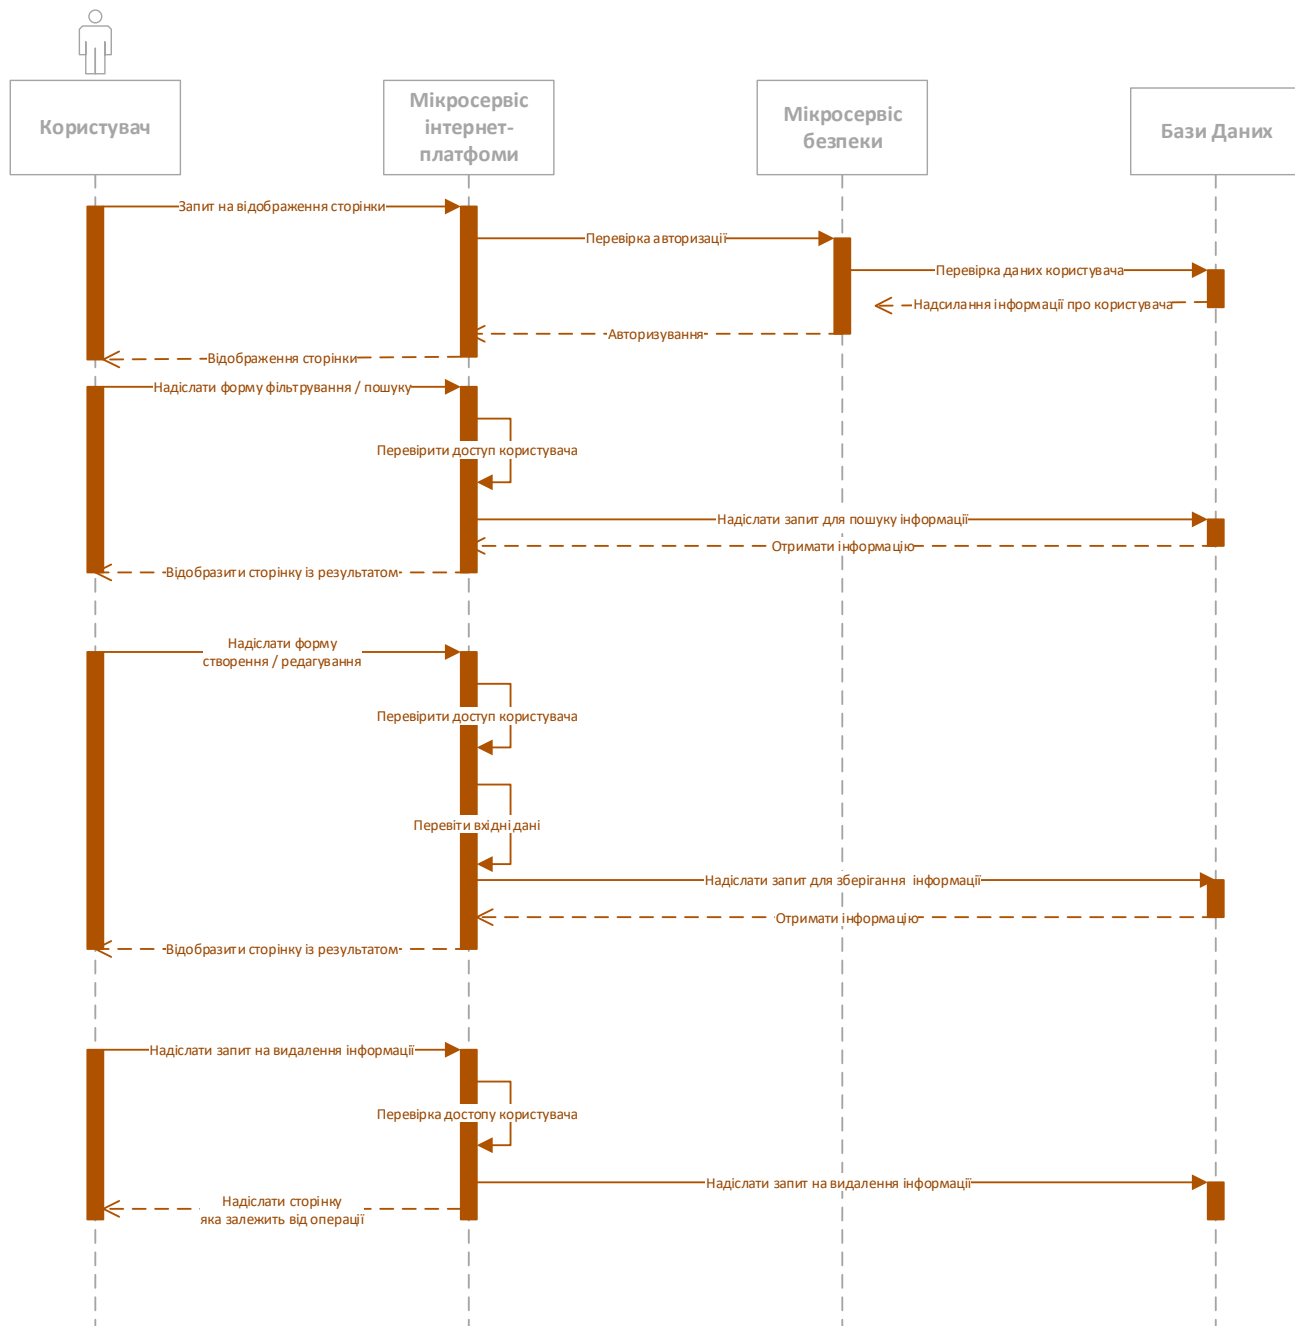 Користувач
Мікросервіс
інтернет-
платфоми
Мікросервіс
безпеки
Бази Даних
Запит на відображення сторінки
Перевірка авторизації
Перевірка даних користувача
Надсилання інформації про користувача
Авторизування
Відображення сторінки
Надіслати форму фільтрування / пошуку
Перевірити доступ користувача
Надіслати запит для пошуку інформації
Отримати інформацію
Відобразити сторінку із результатом
Надіслати форму
створення / редагування
Перевірити доступ користувача
Перевіти вхідні дані
Надіслати запит для зберігання інформації
Отримати інформацію
Відобразити сторінку із результатом
Надіслати запит на видалення інформації
Перевірка достопу користувача
Надіслати запит на видалення інформації
Надіслати сторінку
яка залежить від операції